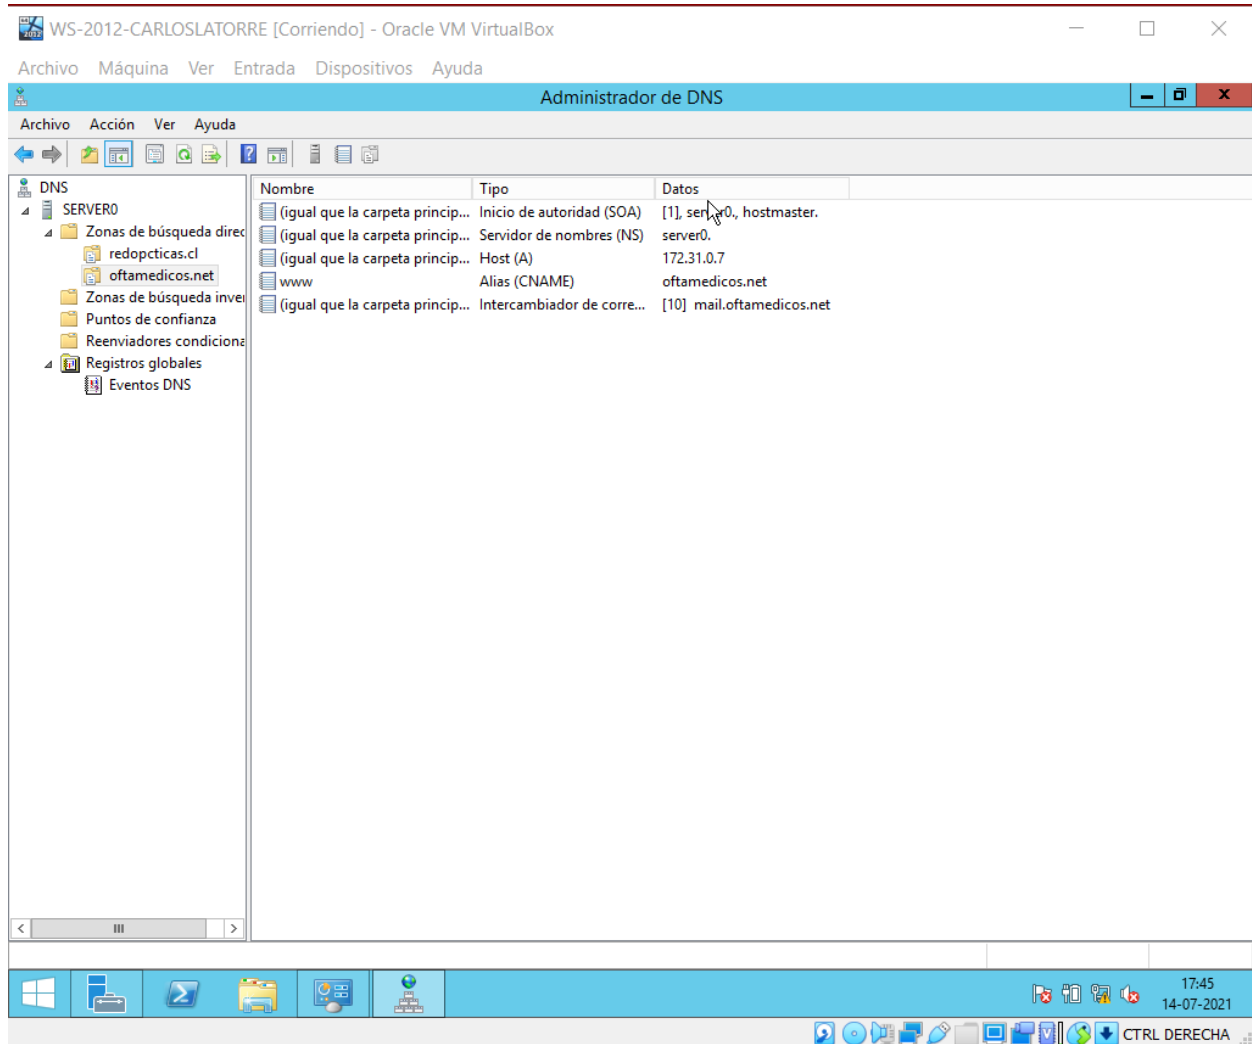 WS-2012-CARLOSLATORRE [Corriendo] - Oracle VM VirtualBox
Archivo Máquina Ver Entrada Dispositivos Ayuda
Administrador de DNS
Archivo Acción Ver Ayuda
DNS
SERVER0
Zonas de búsqueda direc
redopcticas.cl
oftamedicos.net
Zonas de búsqueda inver
Puntos de confianza
Reenviadores condiciona
Registros globales
Eventos DNS
Nombre Tipo Datos
(igual que la carpeta princip... Inicio de autoridad (SOA) [1], server0., hostmaster.
(igual que la carpeta princip... Servidor de nombres (NS) server0.
(igual que la carpeta princip... Host (A) 172.31.0.7
www Alias (CNAME) oftamedicos.net
(igual que la carpeta princip... Intercambiador de corre... [10] mail.oftamedicos.net
17:45
14-07-2021
CTRL DERECHA